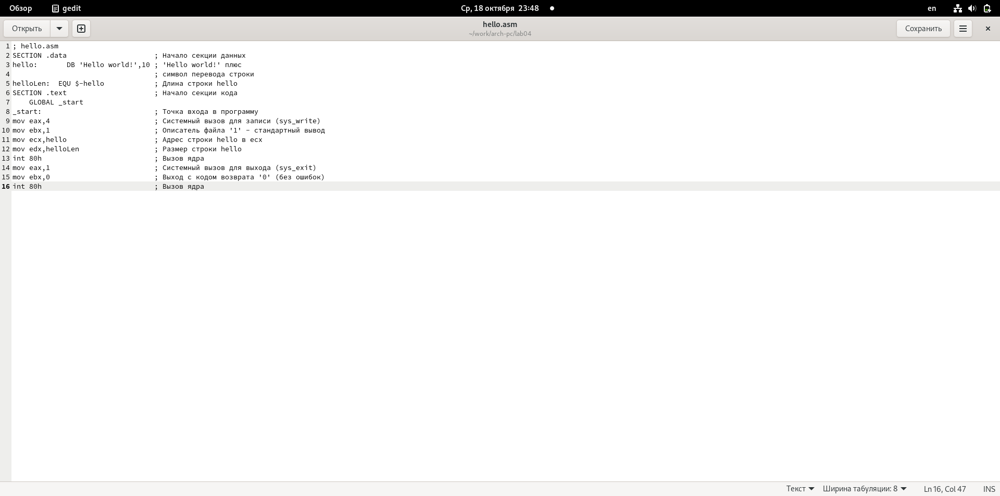 Обзор gedit Ср, 18 октября 23:48 en
Открыть hello.asm Сохранить
~/work/arch-pc/lab04
1 ; hello.asm
2 SECTION .data                     ; Начало секции данных
3 hello:       DB 'Hello world!',10 ; 'Hello world!' плюс
4                                   ; символ перевода строки
5 helloLen:  EQU $-hello            ; Длина строки hello
6 SECTION .text                     ; Начало секции кода
7     GLOBAL _start
8 _start:                           ; Точка входа в программу
9 mov eax,4                         ; Системный вызов для записи (sys_write)
10 mov ebx,1                         ; Описатель файла '1' - стандартный вывод
11 mov ecx,hello                     ; Адрес строки hello в ecx
12 mov edx,helloLen                  ; Размер строки hello
13 int 80h                           ; Вызов ядра
14 mov eax,1                         ; Системный вызов для выхода (sys_exit)
15 mov ebx,0                         ; Выход с кодом возврата '0' (без ошибок)
16 int 80h                           ; Вызов ядра
Текст Ширина табуляции: 8 Ln 16, Col 47 INS